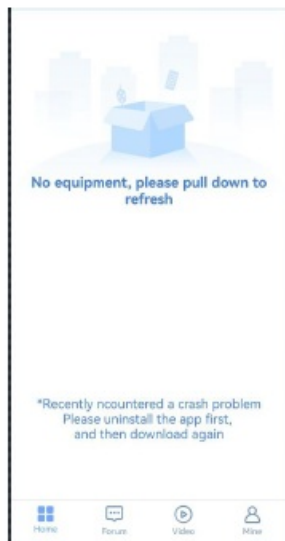 No equipment, please pull down to
refresh
*Recently ncountered a crash problem
Please uninstall the app first,
and then download again
Home
Forum
Video
Mine